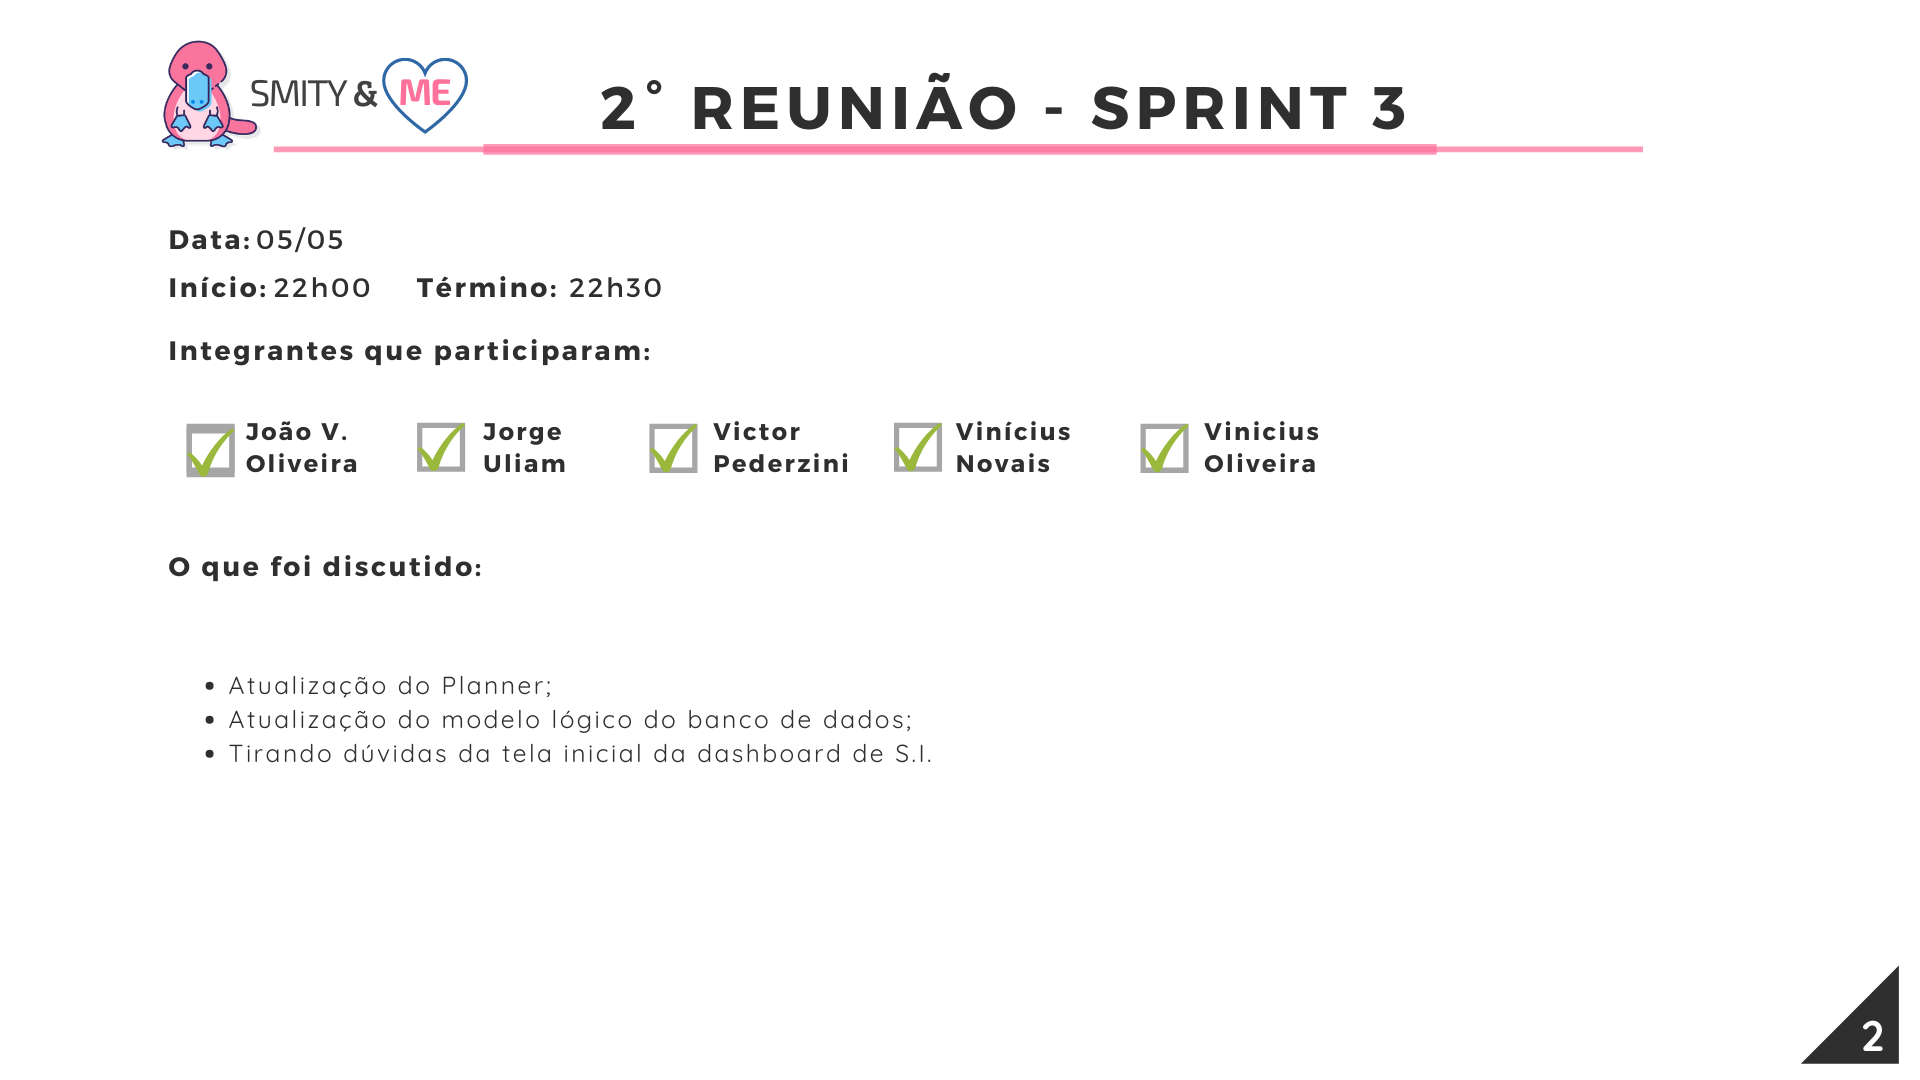 SMITY & ME
2° REUNIÃO - SPRINT 3
Data: 05/05
Início: 22h00 Término: 22h30
Integrantes que participaram:
João V. Oliveira
Jorge Uliam
Victor Pederzini
Vinícius Novais
Vinicius Oliveira
O que foi discutido:
• Atualização do Planner;
• Atualização do modelo lógico do banco de dados;
• Tirando dúvidas da tela inicial da dashboard de S.I.
2